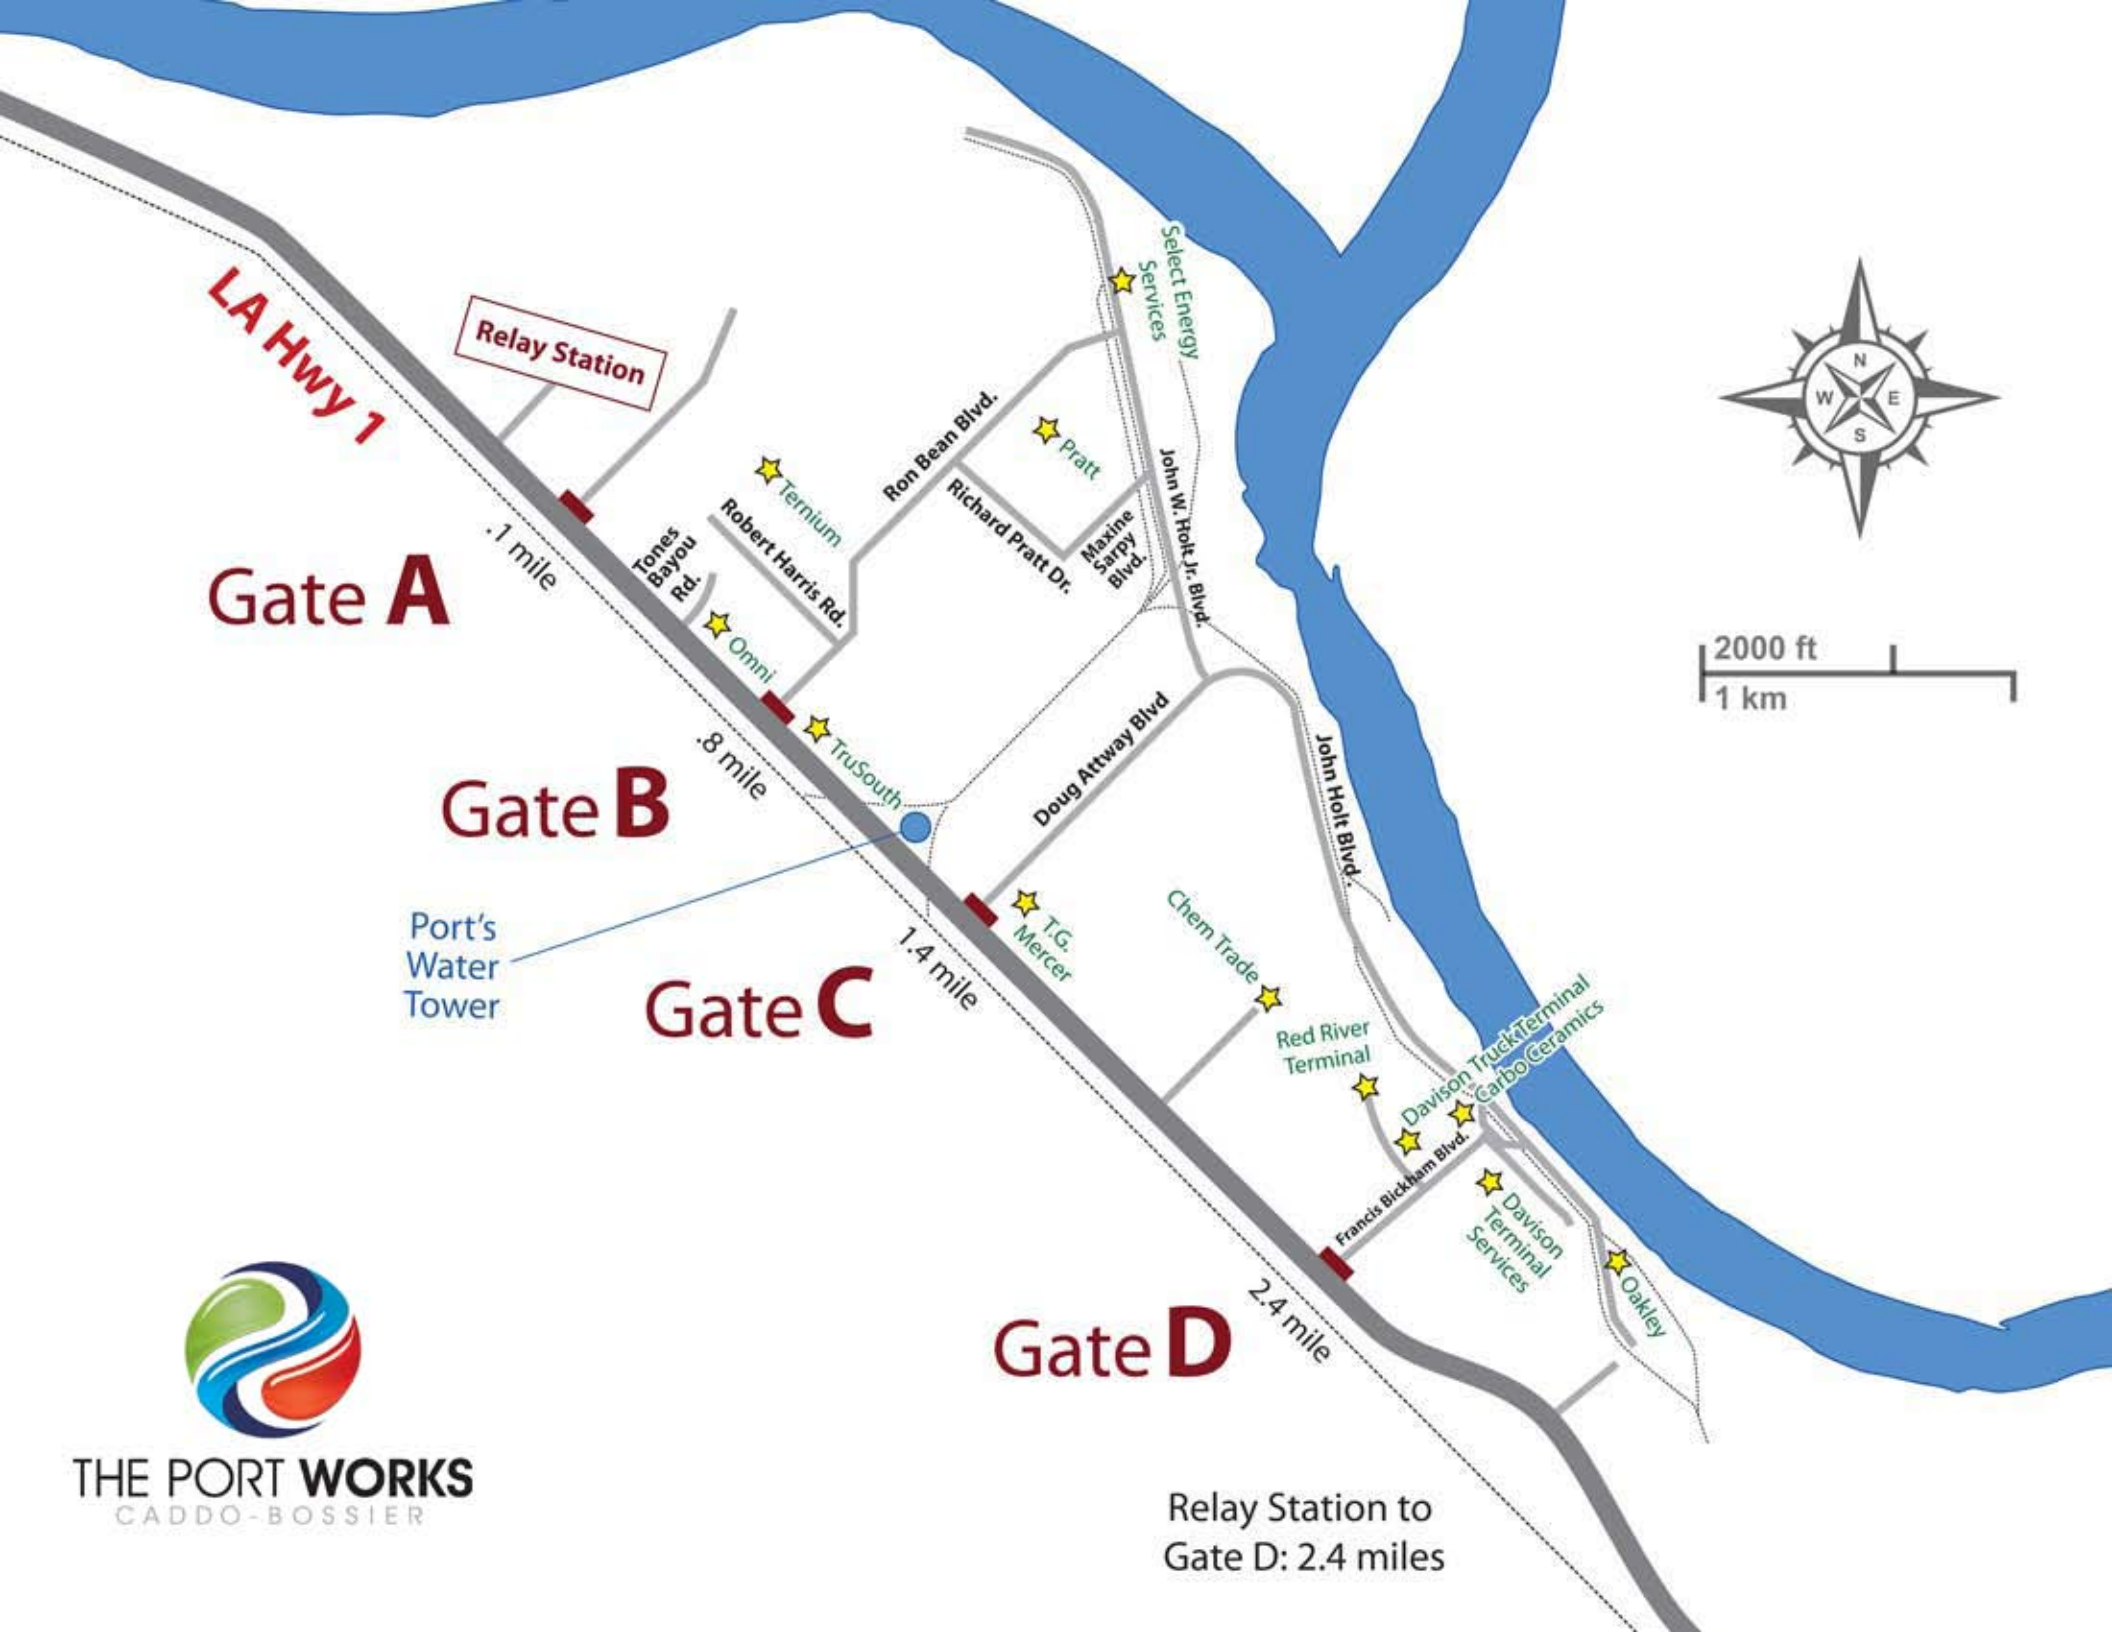 LA Hwy 1
Relay Station
Select Energy
Services
N
W
E
S
Ron Bean Blvd.
Pratt
Ternium
Richard Pratt Dr.
Maxine
Sarpy
Blvd.
John W. Holt Jr. Blvd.
Robert Harris Rd.
Tones
Bayou
Rd.
.1 mile
Gate A
Omni
2000 ft
1 km
TruSouth
.8 mile
Gate B
Doug Attway Blvd
John Holt Blvd.
Port's
Water
Tower
T.G.
Mercer
Chem Trade
1.4 mile
Gate C
Red River
Terminal
Davison Truck Terminal
Carbo Ceramics
Francis Bickham Blvd.
Davison
Terminal
Services
Oakley
2.4 mile
Gate D
THE PORT WORKS
CADDO-BOSSIER
Relay Station to
Gate D: 2.4 miles